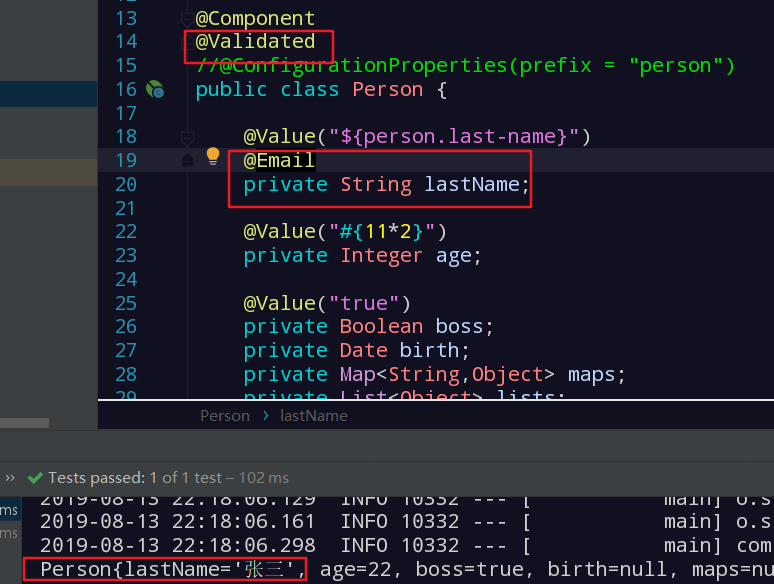 13 @Component
14 @Validated
15 //@ConfigurationProperties(prefix = "person")
16 public class Person {
17
18 @Value("${person.last-name}")
19 @Email
20 private String lastName;
21
22 @Value("#{11*2}")
23 private Integer age;
24
25 @Value("true")
26 private Boolean boss;
27 private Date birth;
28 private Map<String,Object> maps;
29 private List<Object> lists;
Person › lastName
›› Tests passed: 1 of 1 test – 102 ms
ms 2019-08-13 22:18:06.129 INFO 10332 --- [ main] o.s
ms 2019-08-13 22:18:06.161 INFO 10332 --- [ main] o.s
2019-08-13 22:18:06.298 INFO 10332 --- [ main] com
Person{lastName='张三', age=22, boss=true, birth=null, maps=nu